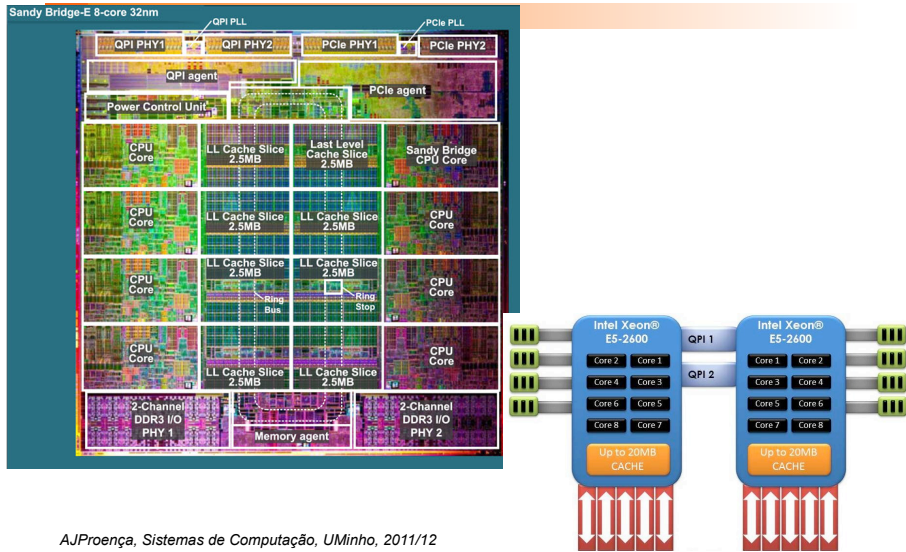 Sandy Bridge-E 8-core 32nm
QPI PLL
PCIe PLL
QPI PHY1
QPI PHY2
PCIe PHY1
PCIe PHY2
QPI agent
PCIe agent
Power Control Unit
CPU
Core
LL Cache Slice
2.5MB
Last Level
Cache Slice
2.5MB
Sandy Bridge
CPU Core
CPU
Core
LL Cache Slice
2.5MB
LL Cache Slice
2.5MB
CPU
Core
CPU
Core
LL Cache Slice
2.5MB
LL Cache Slice
2.5MB
CPU
Core
Ring
Bus
Ring
Stop
CPU
Core
LL Cache Slice
2.5MB
LL Cache Slice
2.5MB
CPU
Core
2-Channel
DDR3 I/O
PHY 1
Memory agent
2-Channel
DDR3 I/O
PHY 2
Intel Xeon®
E5-2600
Core 2 Core 1
Core 4 Core 3
Core 6 Core 5
Core 8 Core 7
Up to 20MB
CACHE
QPI 1
QPI 2
Intel Xeon®
E5-2600
Core 1 Core 2
Core 3 Core 4
Core 5 Core 6
Core 7 Core 8
Up to 20MB
CACHE
AJProença, Sistemas de Computação, UMinho, 2011/12